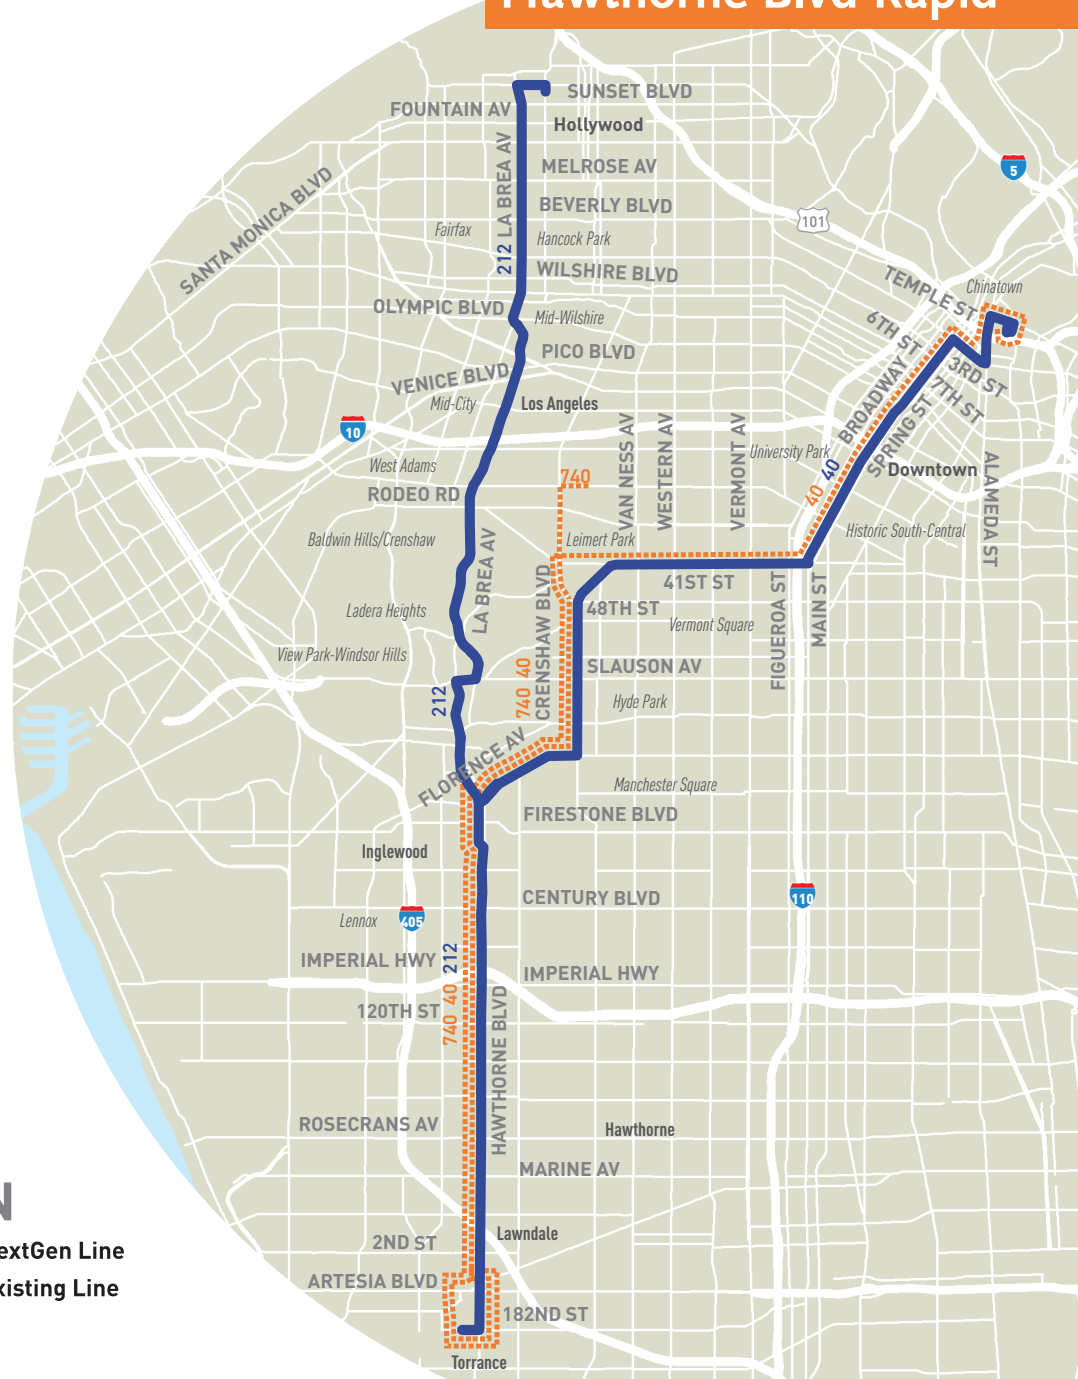 Hawthorne Blvd Rapid
SUNSET BLVD
FOUNTAIN AV
Hollywood
LA BREA AV
MELROSE AV
5
SANTA MONICA BLVD
BEVERLY BLVD
101
Fairfax
Hancock Park
212
WILSHIRE BLVD
TEMPLE ST
Chinatown
OLYMPIC BLVD
Mid-Wilshire
6TH ST
PICO BLVD
VENICE BLVD
3RD ST
7TH ST
Mid-City
Los Angeles
BROADWAY
SPRING ST
10
VAN NESS AV
WESTERN AV
VERMONT AV
University Park
West Adams
Downtown
740
40 40
RODEO RD
ALAMEDA ST
Baldwin Hills/Crenshaw
Leimert Park
Historic South-Central
LA BREA AV
41ST ST
48TH ST
Ladera Heights
CRENSHAW BLVD
Vermont Square
FIGUEROA ST
MAIN ST
View Park-Windsor Hills
SLAUSON AV
740 40
212
Hyde Park
FLORENCE AV
Manchester Square
FIRESTONE BLVD
Inglewood
CENTURY BLVD
110
Lennox
405
IMPERIAL HWY
740 40 212
IMPERIAL HWY
120TH ST
HAWTHORNE BLVD
ROSECRANS AV
Hawthorne
MARINE AV
N
extGen Line
2ND ST
Lawndale
xisting Line
ARTESIA BLVD
182ND ST
Torrance